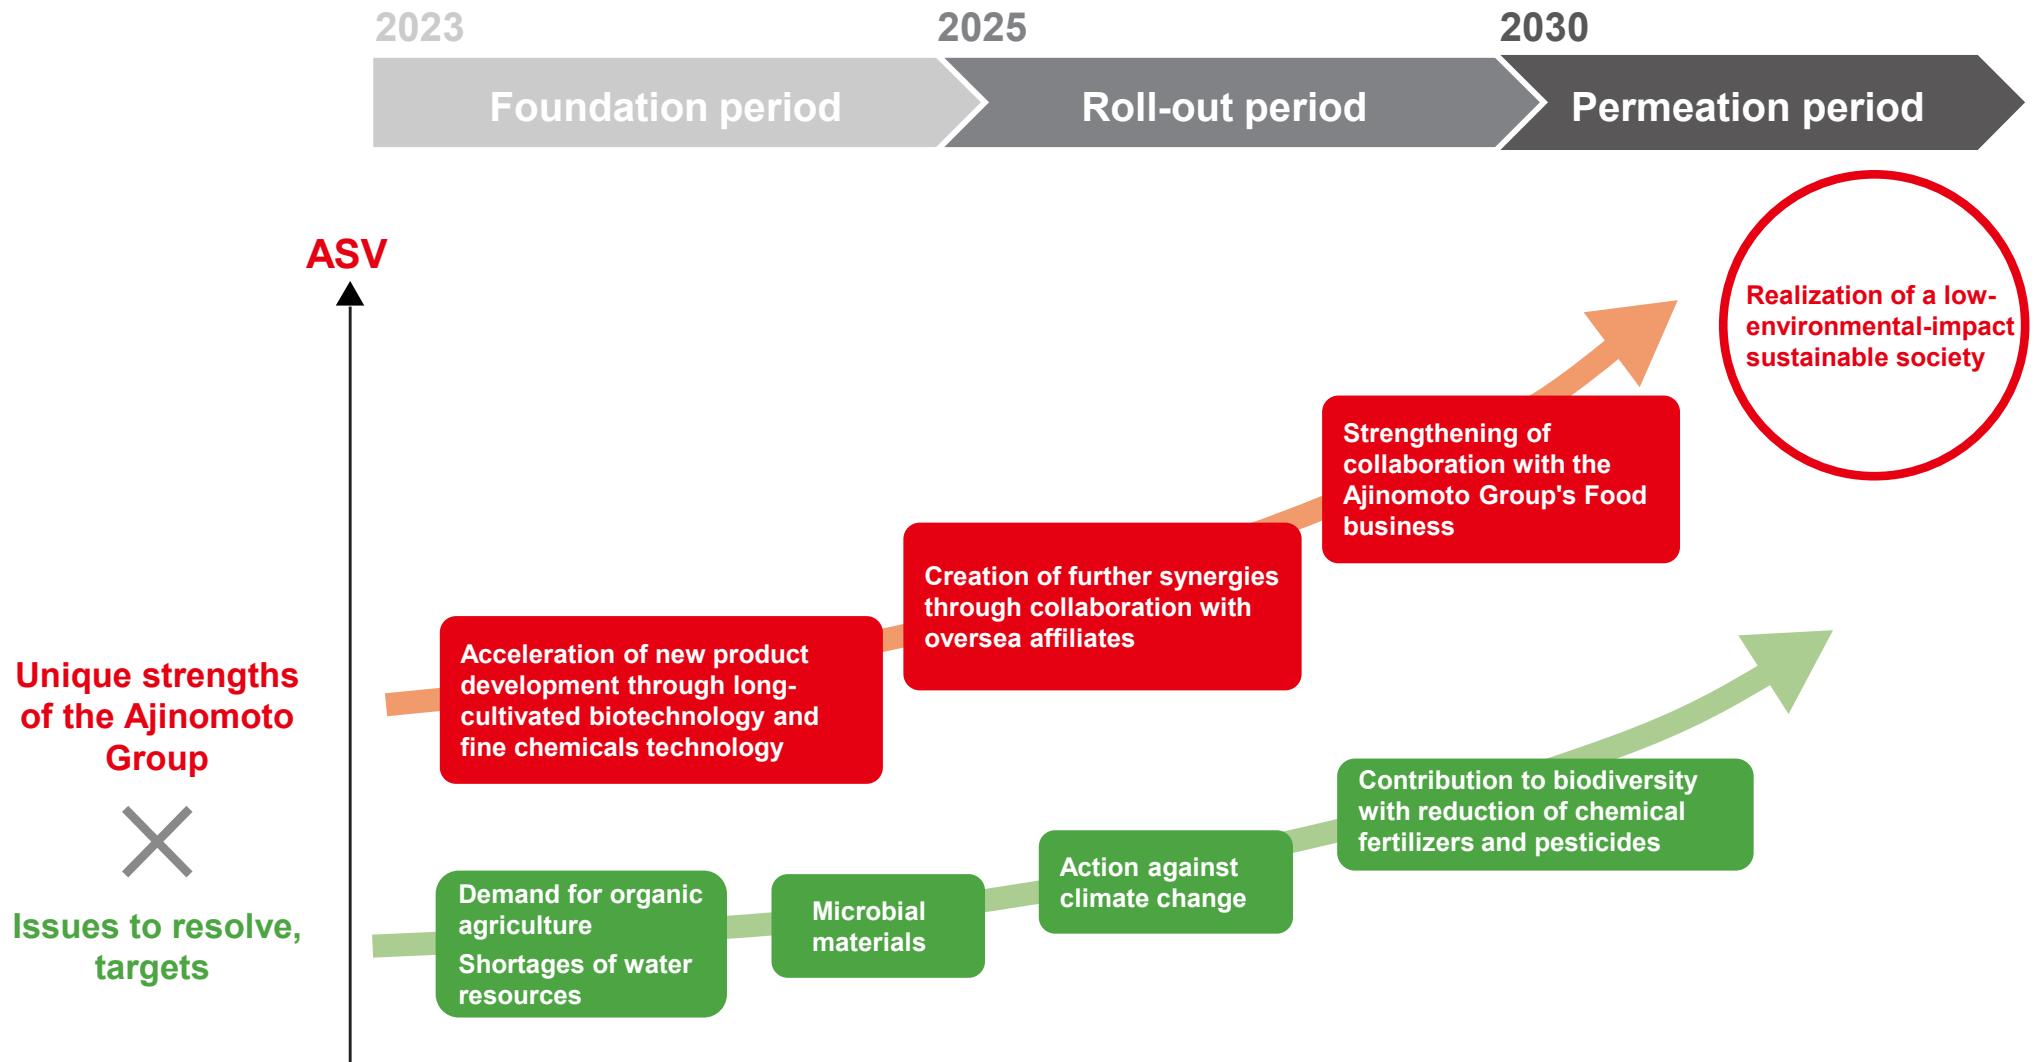 2023
2025
2030
Foundation period
Roll-out period
Permeation period
ASV
Realization of a low-
environmental-impact
sustainable society
Strengthening of
collaboration with the
Ajinomoto Group's Food
business
Creation of further synergies
through collaboration with
oversea affiliates
Acceleration of new product
development through long-
cultivated biotechnology and
fine chemicals technology
Unique strengths
of the Ajinomoto
Group
Issues to resolve,
targets
Demand for organic
agriculture
Shortages of water
resources
Microbial
materials
Action against
climate change
Contribution to biodiversity
with reduction of chemical
fertilizers and pesticides